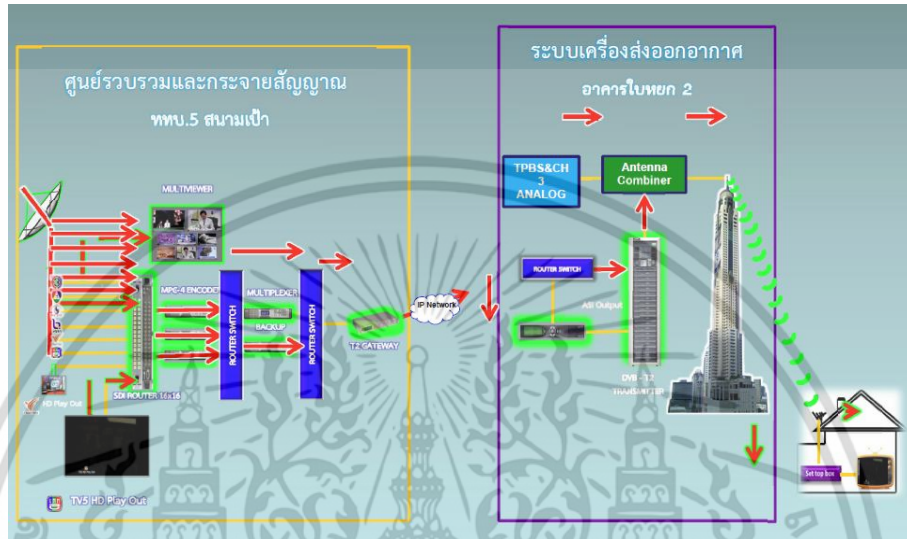 ศูนย์รวบรวมและกระจายสัญญาณ
ททบ.5 สนามเป้า
MULTIVIEWER
MPEG-4 ENCODER
MULTIPLEXER
BACKUP
ROUTER SWITCH
ROUTER SWITCH
T2 GATEWAY
IP Network
SDI ROUTER 16x16
HD Play Out
TV5 HD Play Out
ระบบเครื่องส่งออกอากาศ
อาคารใบหยก 2
TPBS&CH
3
ANALOG
Antenna
Combiner
ROUTER SWITCH
ASI Output
DVB - T2
TRANSMITTER
Set top box